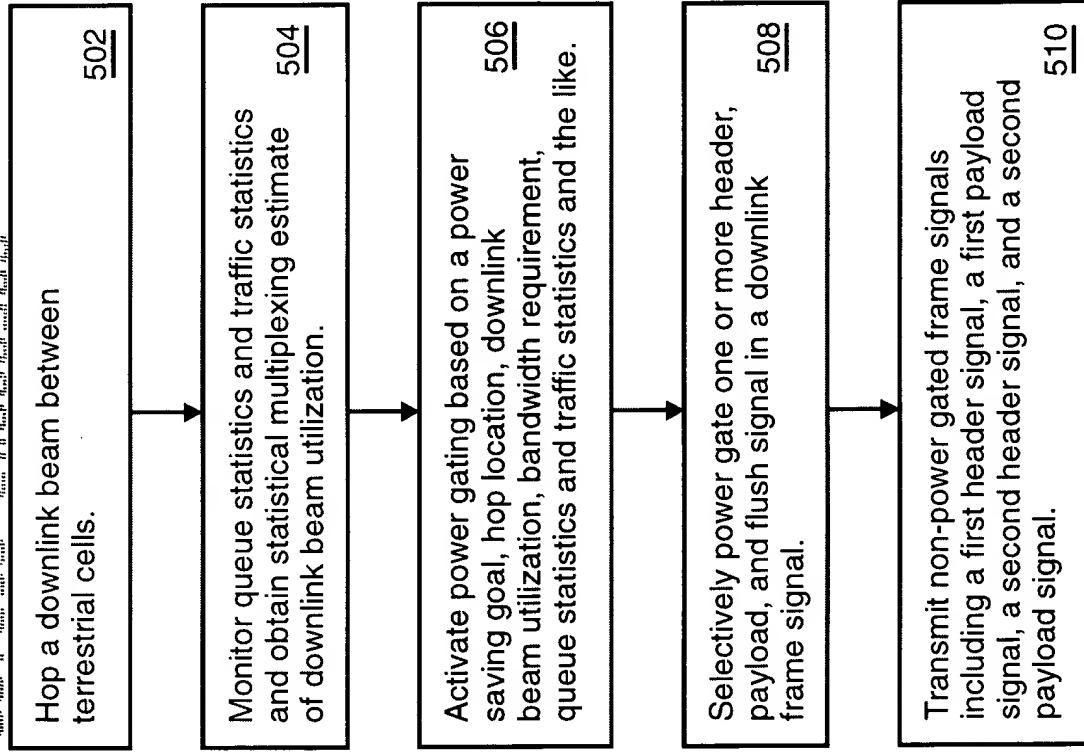 Hop a downlink beam between
terrestrial cells.
502
Monitor queue statistics and traffic statistics
and obtain statistical multiplexing estimate
of downlink beam utilization.
504
Activate power gating based on a power
saving goal, hop location, downlink
beam utilization, bandwidth requirement,
queue statistics and traffic statistics and the like.
506
Selectively power gate one or more header,
payload, and flush signal in a downlink
frame signal.
508
Transmit non-power gated frame signals
including a first header signal, a first payload
signal, a second header signal, and a second
payload signal.
510